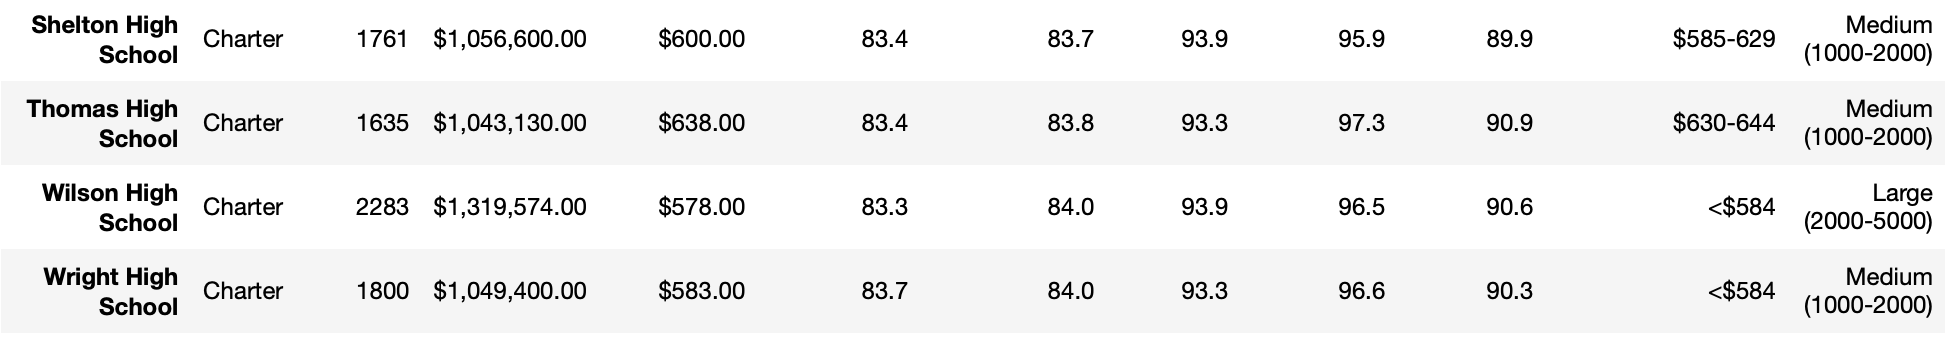 Shelton High School Charter 1761 $1,056,600.00 $600.00 83.4 83.7 93.9 95.9 89.9 $585-629 Medium (1000-2000)
Thomas High School Charter 1635 $1,043,130.00 $638.00 83.4 83.8 93.3 97.3 90.9 $630-644 Medium (1000-2000)
Wilson High School Charter 2283 $1,319,574.00 $578.00 83.3 84.0 93.9 96.5 90.6 <$584 Large (2000-5000)
Wright High School Charter 1800 $1,049,400.00 $583.00 83.7 84.0 93.3 96.6 90.3 <$584 Medium (1000-2000)